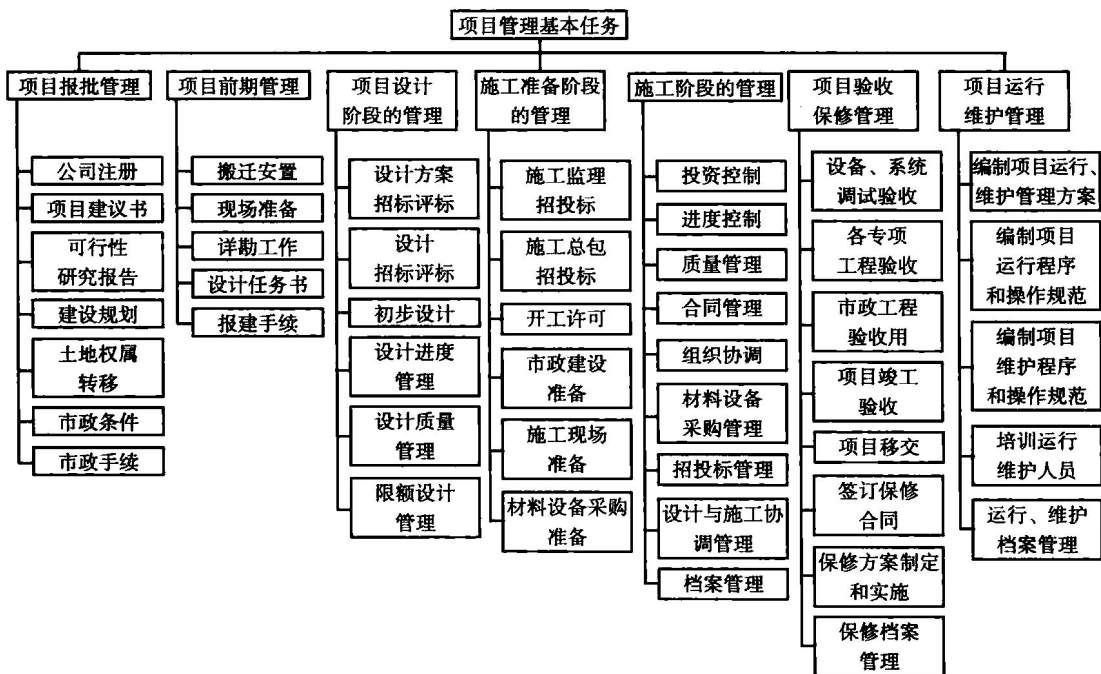 项目管理基本任务
项目报批管理
公司注册
项目建议书
可行性
研究报告
建设规划
土地权属
转移
市政条件
市政手续
项目前期管理
搬迁安置
现场准备
详勘工作
设计任务书
报建手续
项目设计
阶段的管理
设计方案
招标评标
设计
招标评标
初步设计
设计进度
管理
设计质量
管理
限额设计
管理
施工准备阶段
的管理
施工监理
招投标
施工总包
招投标
开工许可
市政建设
准备
施工现场
准备
材料设备采购
准备
施工阶段的管理
投资控制
进度控制
质量管理
合同管理
组织协调
材料设备
采购管理
招投标管理
设计与施工协
调管理
档案管理
项目验收
保修管理
设备、系统
调试验收
各专项
工程验收
市政工程
验收用
项目竣工
验收
项目移交
签订保修
合同
保修方案制定
和实施
保修档案
管理
项目运行
维护管理
编制项目运行、
维护管理方案
编制项目
运行程序
和操作规范
编制项目
维护程序
和操作规范
培训运行
维护人员
运行、维护
档案管理